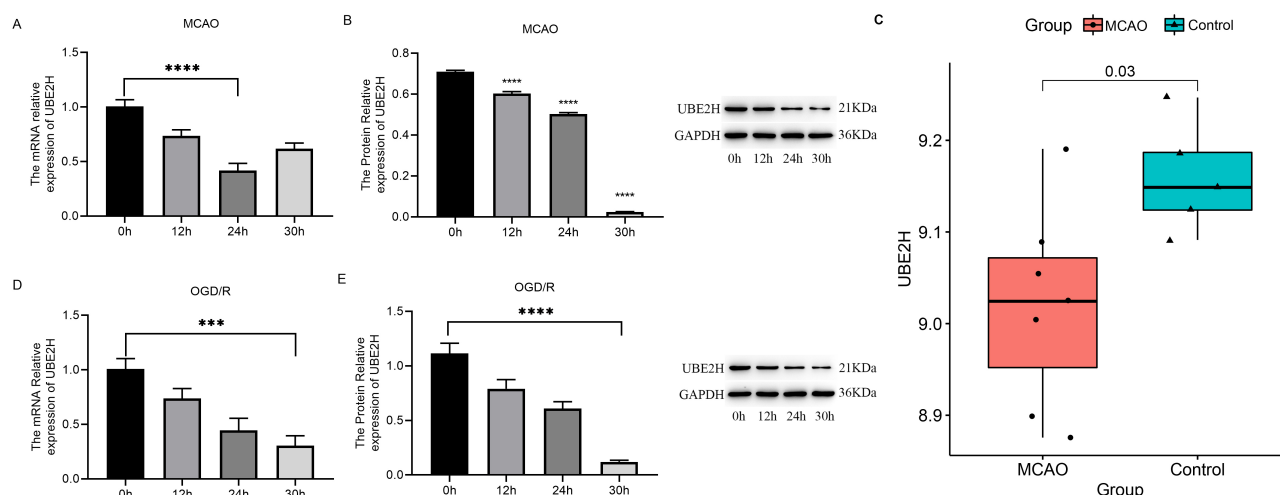 A
MCAO
The mRNA Relative
expression of UBE2H
1.5
1.0
0.5
0.0
****
0h 12h 24h 30h
B
MCAO
The Protein Relative
expression of UBE2H
0.8
0.6
0.4
0.2
0.0
**** **** ****
0h 12h 24h 30h
UBE2H 21KDa
GAPDH 36KDa
0h 12h 24h 30h
C
Group MCAO Control
0.03
UBE2H
9.2
9.1
9.0
8.9
MCAO Control
Group
D
OGD/R
The mRNA Relative
expression of UBE2H
1.5
1.0
0.5
0.0
***
0h 12h 24h 30h
E
OGD/R
The Protein Relative
expression of UBE2H
1.5
1.0
0.5
0.0
****
0h 12h 24h 30h
UBE2H 21KDa
GAPDH 36KDa
0h 12h 24h 30h